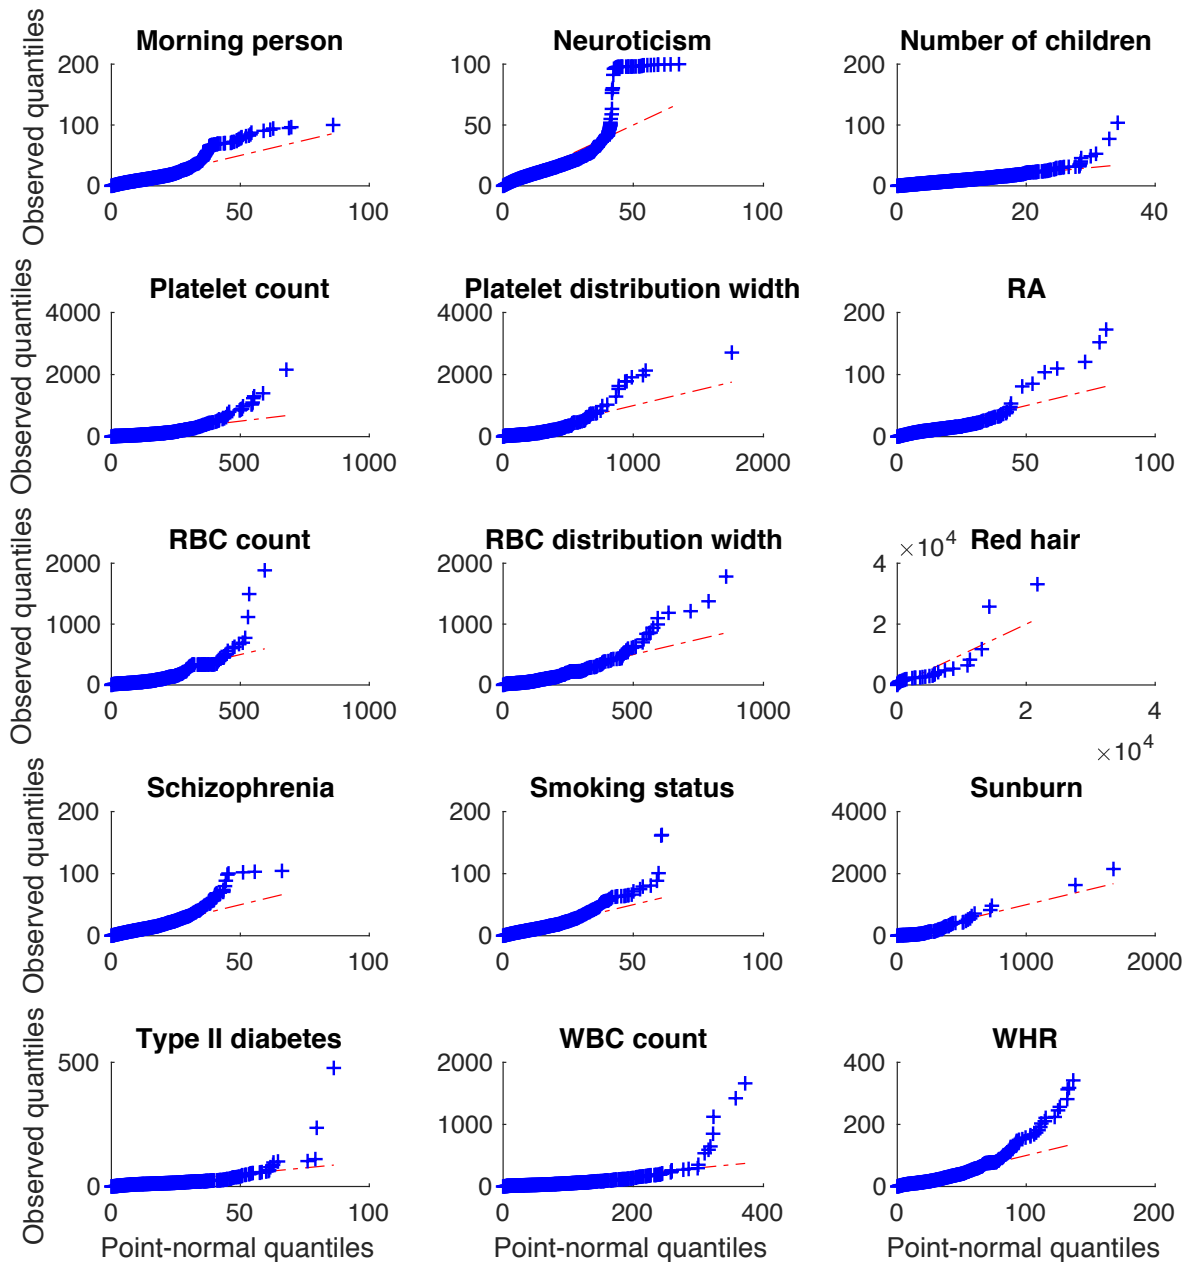 Morning person Neuroticism Number of children
Observed quantiles
200 100 200
100 50 100
0 0 0
0 50 100 0 50 100 0 20 40
Platelet count Platelet distribution width RA
Observed quantiles
4000 4000 200
2000 2000 100
0 0 0
0 500 1000 0 1000 2000 0 50 100
RBC count RBC distribution width ×10^4 Red hair
Observed quantiles
2000 2000 4
1000 1000 2
0 0 0
0 500 1000 0 500 1000 0 2 4
×10^4
Schizophrenia Smoking status Sunburn
Observed quantiles
200 200 4000
100 100 2000
0 0 0
0 50 100 0 50 100 0 1000 2000
Type II diabetes WBC count WHR
Observed quantiles
500 2000 400
1000 200
0 0 0
0 50 100 0 200 400 0 100 200
Point-normal quantiles Point-normal quantiles Point-normal quantiles